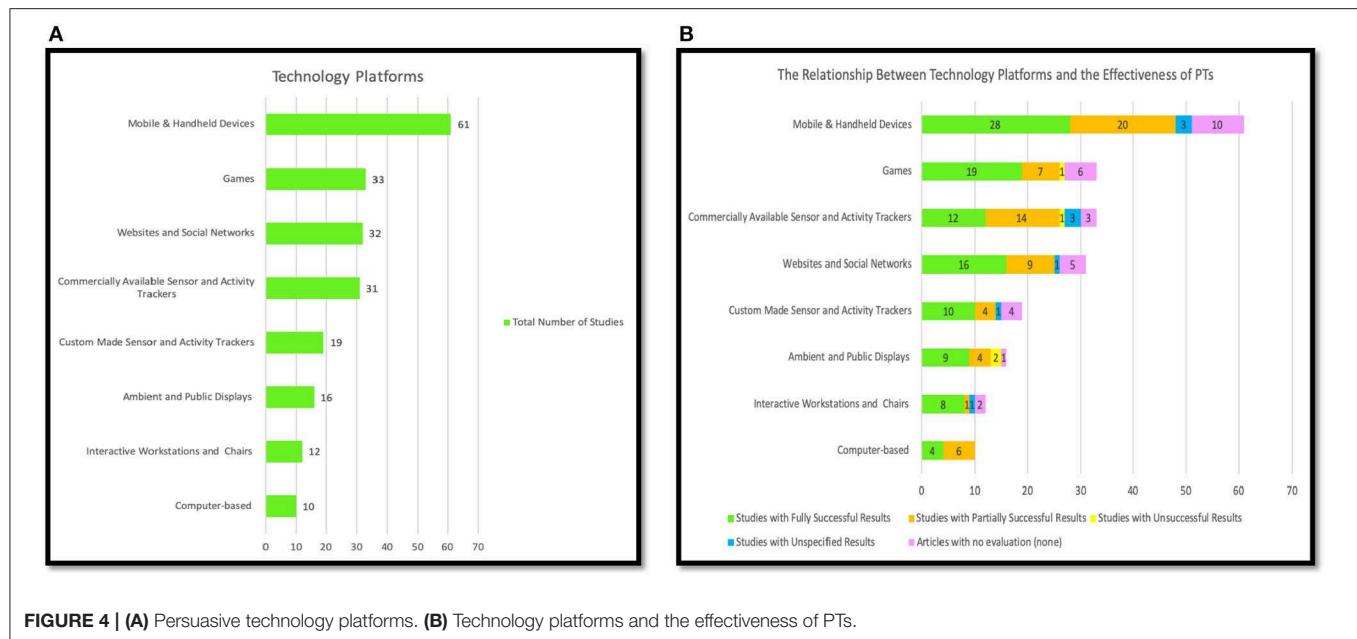 A
Technology Platforms
Mobile & Handheld Devices
61
Games
33
Websites and Social Networks
32
Commercially Available Sensor and Activity
Trackers
31
Custom Made Sensor and Activity Trackers
19
Ambient and Public Displays
16
Interactive Workstations and Chairs
12
Computer-based
10
0 10 20 30 40 50 60 70
Total Number of Studies
B
The Relationship Between Technology Platforms and the Effectiveness of PTs
Mobile & Handheld Devices
28 20 3 10
Games
19 7 1 6
Commercially Available Sensor and Activity Trackers
12 14 1 3 3
Websites and Social Networks
16 9 1 5
Custom Made Sensor and Activity Trackers
10 4 1 4
Ambient and Public Displays
9 4 2 1
Interactive Workstations and Chairs
8 1 1 2
Computer-based
4 6
0 10 20 30 40 50 60 70
Studies with Fully Successful Results Studies with Partially Successful Results Studies with Unsuccessful Results
Studies with Unspecified Results Articles with no evaluation (none)
FIGURE 4 | (A) Persuasive technology platforms. (B) Technology platforms and the effectiveness of PTs.